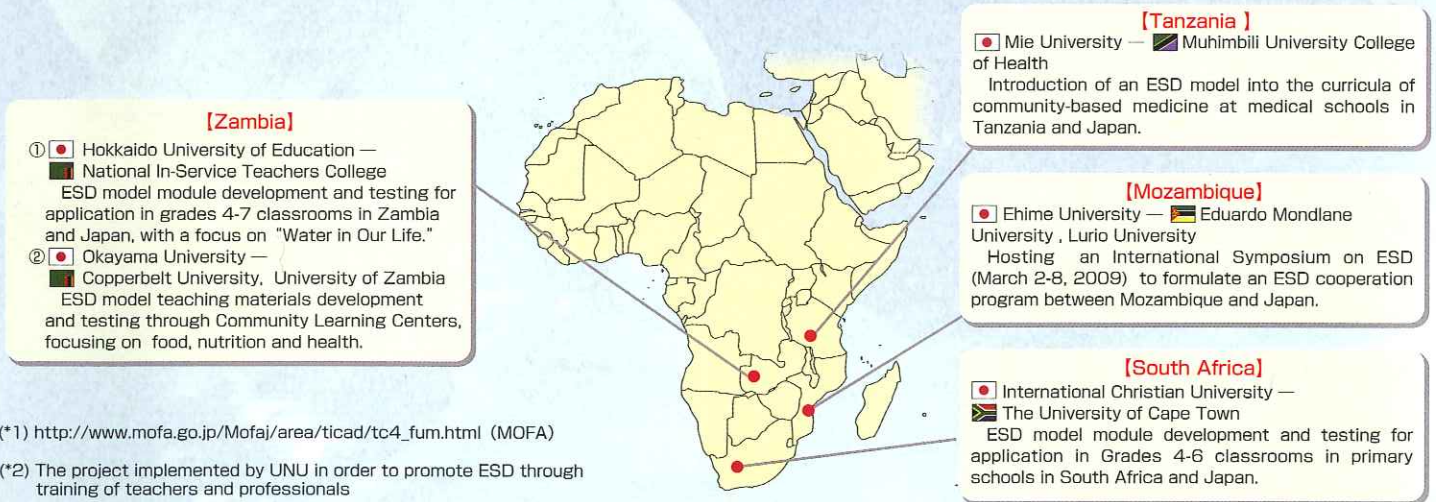 【Zambia】
① Hokkaido University of Education —
National In-Service Teachers College
ESD model module development and testing for
application in grades 4-7 classrooms in Zambia
and Japan, with a focus on "Water in Our Life."
② Okayama University —
Copperbelt University, University of Zambia
ESD model teaching materials development
and testing through Community Learning Centers,
focusing on food, nutrition and health.
(*1) http://www.mofa.go.jp/Mofaj/area/ticad/tc4_fum.html (MOFA)
(*2) The project implemented by UNU in order to promote ESD through
training of teachers and professionals
【Tanzania】
Mie University — Muhimbili University College
of Health
Introduction of an ESD model into the curricula of
community-based medicine at medical schools in
Tanzania and Japan.
【Mozambique】
Ehime University — Eduardo Mondlane
University , Lurio University
Hosting an International Symposium on ESD
(March 2-8, 2009) to formulate an ESD cooperation
program between Mozambique and Japan.
【South Africa】
International Christian University —
The University of Cape Town
ESD model module development and testing for
application in Grades 4-6 classrooms in primary
schools in South Africa and Japan.